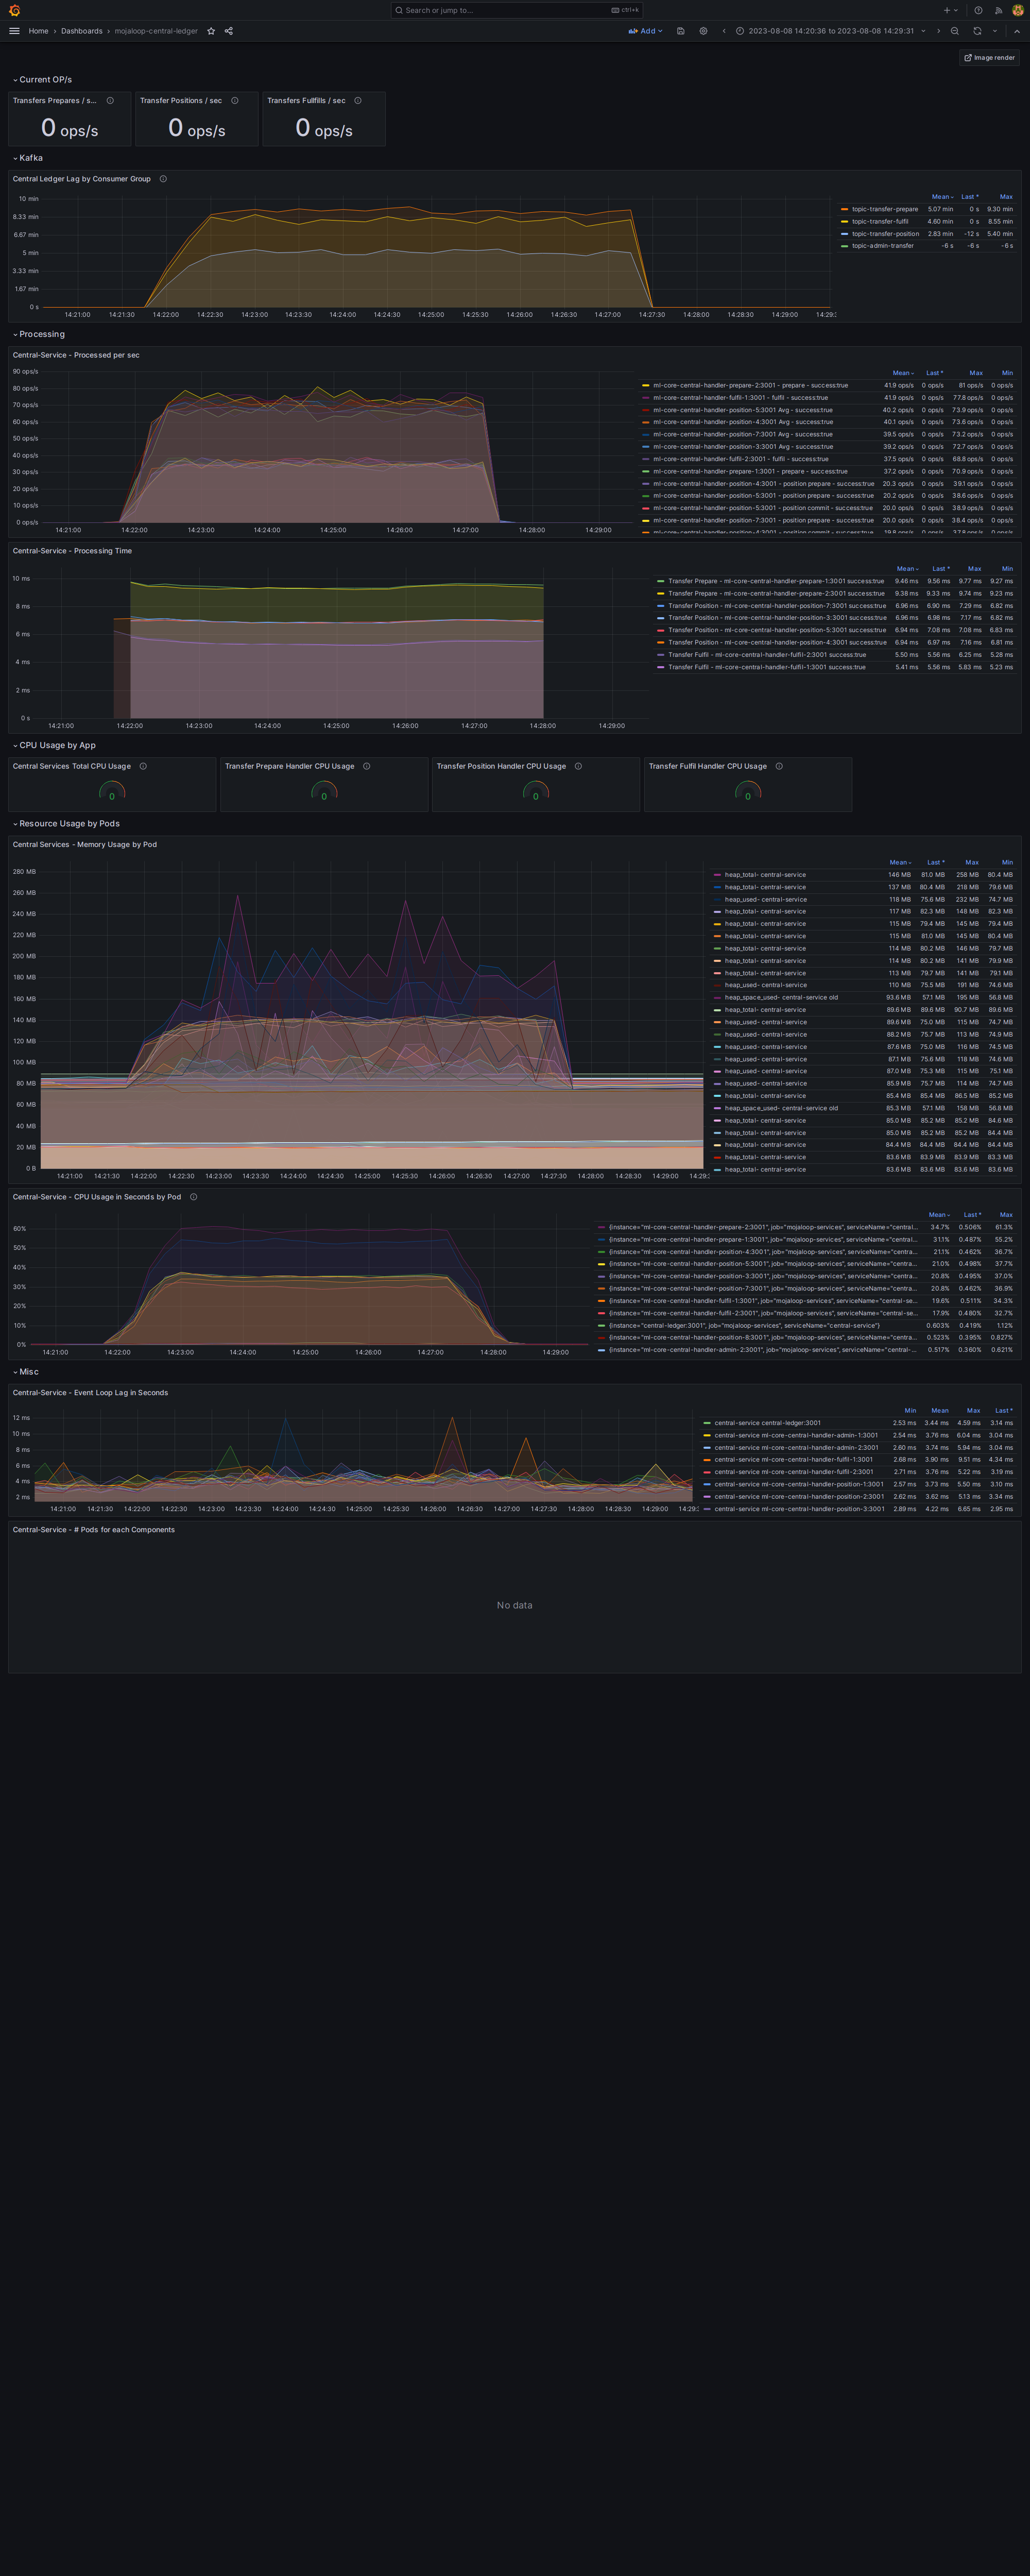 Search or jump to... ctrl+k
Home › Dashboards › mojaloop-central-ledger Add 2023-08-08 14:20:36 to 2023-08-08 14:29:31
Image render
Current OP/s
Transfers Prepares / s... Transfer Positions / sec Transfers Fullfills / sec
0 ops/s 0 ops/s 0 ops/s
Kafka
Central Ledger Lag by Consumer Group
10 min
8.33 min
6.67 min
5 min
3.33 min
1.67 min
0 s
14:21:00 14:21:30 14:22:00 14:22:30 14:23:00 14:23:30 14:24:00 14:24:30 14:25:00 14:25:30 14:26:00 14:26:30 14:27:00 14:27:30 14:28:00 14:28:30 14:29:00 14:29:
Mean Last * Max
topic-transfer-prepare 5.07 min 0 s 9.30 min
topic-transfer-fulfil 4.60 min 0 s 8.55 min
topic-transfer-position 2.83 min -12 s 5.40 min
topic-admin-transfer -6 s -6 s -6 s
Processing
Central-Service - Processed per sec
90 ops/s
80 ops/s
70 ops/s
60 ops/s
50 ops/s
40 ops/s
30 ops/s
20 ops/s
10 ops/s
0 ops/s
14:21:00 14:22:00 14:23:00 14:24:00 14:25:00 14:26:00 14:27:00 14:28:00 14:29:00
Mean Last * Max Min
ml-core-central-handler-prepare-2:3001 - prepare - success:true 41.9 ops/s 0 ops/s 81 ops/s 0 ops/s
ml-core-central-handler-fulfil-1:3001 - fulfil - success:true 41.9 ops/s 0 ops/s 77.8 ops/s 0 ops/s
ml-core-central-handler-position-5:3001 Avg - success:true 40.2 ops/s 0 ops/s 73.9 ops/s 0 ops/s
ml-core-central-handler-position-4:3001 Avg - success:true 40.1 ops/s 0 ops/s 73.6 ops/s 0 ops/s
ml-core-central-handler-position-7:3001 Avg - success:true 39.5 ops/s 0 ops/s 73.2 ops/s 0 ops/s
ml-core-central-handler-position-3:3001 Avg - success:true 39.2 ops/s 0 ops/s 72.7 ops/s 0 ops/s
ml-core-central-handler-fulfil-2:3001 - fulfil - success:true 37.5 ops/s 0 ops/s 68.8 ops/s 0 ops/s
ml-core-central-handler-prepare-1:3001 - prepare - success:true 37.2 ops/s 0 ops/s 70.9 ops/s 0 ops/s
ml-core-central-handler-position-4:3001 - position prepare - success:true 20.3 ops/s 0 ops/s 39.1 ops/s 0 ops/s
ml-core-central-handler-position-5:3001 - position prepare - success:true 20.2 ops/s 0 ops/s 38.6 ops/s 0 ops/s
ml-core-central-handler-position-5:3001 - position commit - success:true 20.0 ops/s 0 ops/s 38.9 ops/s 0 ops/s
ml-core-central-handler-position-7:3001 - position prepare - success:true 20.0 ops/s 0 ops/s 38.4 ops/s 0 ops/s
ml-core-central-handler-position-4:3001 - position commit - success:true 19.8 ops/s 0 ops/s 37.8 ops/s 0 ops/s
Central-Service - Processing Time
10 ms
8 ms
6 ms
4 ms
2 ms
0 s
14:21:00 14:22:00 14:23:00 14:24:00 14:25:00 14:26:00 14:27:00 14:28:00 14:29:00
Mean Last * Max Min
Transfer Prepare - ml-core-central-handler-prepare-1:3001 success:true 9.46 ms 9.56 ms 9.77 ms 9.27 ms
Transfer Prepare - ml-core-central-handler-prepare-2:3001 success:true 9.38 ms 9.33 ms 9.74 ms 9.23 ms
Transfer Position - ml-core-central-handler-position-7:3001 success:true 6.96 ms 6.90 ms 7.29 ms 6.82 ms
Transfer Position - ml-core-central-handler-position-3:3001 success:true 6.96 ms 6.98 ms 7.17 ms 6.82 ms
Transfer Position - ml-core-central-handler-position-5:3001 success:true 6.94 ms 7.08 ms 7.08 ms 6.83 ms
Transfer Position - ml-core-central-handler-position-4:3001 success:true 6.94 ms 6.97 ms 7.16 ms 6.81 ms
Transfer Fulfil - ml-core-central-handler-fulfil-2:3001 success:true 5.50 ms 5.56 ms 6.25 ms 5.28 ms
Transfer Fulfil - ml-core-central-handler-fulfil-1:3001 success:true 5.41 ms 5.56 ms 5.83 ms 5.23 ms
CPU Usage by App
Central Services Total CPU Usage Transfer Prepare Handler CPU Usage Transfer Position Handler CPU Usage Transfer Fulfil Handler CPU Usage
0 0 0 0
Resource Usage by Pods
Central Services - Memory Usage by Pod
280 MB
260 MB
240 MB
220 MB
200 MB
180 MB
160 MB
140 MB
120 MB
100 MB
80 MB
60 MB
40 MB
20 MB
0 B
14:21:00 14:21:30 14:22:00 14:22:30 14:23:00 14:23:30 14:24:00 14:24:30 14:25:00 14:25:30 14:26:00 14:26:30 14:27:00 14:27:30 14:28:00 14:28:30 14:29:00 14:29:
Mean Last * Max Min
heap_total- central-service 146 MB 81.0 MB 258 MB 80.4 MB
heap_total- central-service 137 MB 80.4 MB 218 MB 79.6 MB
heap_used- central-service 118 MB 75.6 MB 232 MB 74.7 MB
heap_total- central-service 117 MB 82.3 MB 148 MB 82.3 MB
heap_total- central-service 115 MB 79.4 MB 145 MB 79.4 MB
heap_total- central-service 115 MB 81.0 MB 145 MB 80.4 MB
heap_total- central-service 114 MB 80.2 MB 146 MB 79.7 MB
heap_total- central-service 114 MB 80.2 MB 141 MB 79.9 MB
heap_total- central-service 113 MB 79.7 MB 141 MB 79.1 MB
heap_used- central-service 110 MB 75.5 MB 191 MB 74.6 MB
heap_space_used- central-service old 93.6 MB 57.1 MB 195 MB 56.8 MB
heap_total- central-service 89.6 MB 89.6 MB 90.7 MB 89.6 MB
heap_used- central-service 89.6 MB 75.0 MB 115 MB 74.7 MB
heap_used- central-service 88.2 MB 75.7 MB 113 MB 74.9 MB
heap_used- central-service 87.6 MB 75.0 MB 116 MB 74.5 MB
heap_used- central-service 87.1 MB 75.6 MB 118 MB 74.6 MB
heap_used- central-service 87.0 MB 75.3 MB 115 MB 75.1 MB
heap_used- central-service 85.9 MB 75.7 MB 114 MB 74.7 MB
heap_total- central-service 85.4 MB 85.4 MB 86.5 MB 85.2 MB
heap_space_used- central-service old 85.3 MB 57.1 MB 158 MB 56.8 MB
heap_total- central-service 85.0 MB 85.2 MB 85.2 MB 84.6 MB
heap_total- central-service 85.0 MB 85.2 MB 85.2 MB 84.4 MB
heap_total- central-service 84.4 MB 84.4 MB 84.4 MB 84.4 MB
heap_total- central-service 83.6 MB 83.9 MB 83.9 MB 83.3 MB
heap_total- central-service 83.6 MB 83.6 MB 83.6 MB 83.6 MB
Central-Service - CPU Usage in Seconds by Pod
60%
50%
40%
30%
20%
10%
0%
14:21:00 14:22:00 14:23:00 14:24:00 14:25:00 14:26:00 14:27:00 14:28:00 14:29:00
Mean Last * Max
{instance="ml-core-central-handler-prepare-2:3001", job="mojaloop-services", serviceName="central... 34.7% 0.506% 61.3%
{instance="ml-core-central-handler-prepare-1:3001", job="mojaloop-services", serviceName="central... 31.1% 0.487% 55.2%
{instance="ml-core-central-handler-position-4:3001", job="mojaloop-services", serviceName="centra... 21.1% 0.462% 36.7%
{instance="ml-core-central-handler-position-5:3001", job="mojaloop-services", serviceName="centra... 21.0% 0.498% 37.7%
{instance="ml-core-central-handler-position-3:3001", job="mojaloop-services", serviceName="centra... 20.8% 0.495% 37.0%
{instance="ml-core-central-handler-position-7:3001", job="mojaloop-services", serviceName="centra... 20.8% 0.462% 36.9%
{instance="ml-core-central-handler-fulfil-1:3001", job="mojaloop-services", serviceName="central-se... 19.6% 0.511% 34.3%
{instance="ml-core-central-handler-fulfil-2:3001", job="mojaloop-services", serviceName="central-se... 17.9% 0.480% 32.7%
{instance="central-ledger:3001", job="mojaloop-services", serviceName="central-service"} 0.603% 0.419% 1.12%
{instance="ml-core-central-handler-position-8:3001", job="mojaloop-services", serviceName="centra... 0.523% 0.395% 0.827%
{instance="ml-core-central-handler-admin-2:3001", job="mojaloop-services", serviceName="central-... 0.517% 0.360% 0.621%
Misc
Central-Service - Event Loop Lag in Seconds
12 ms
10 ms
8 ms
6 ms
4 ms
2 ms
14:21:00 14:21:30 14:22:00 14:22:30 14:23:00 14:23:30 14:24:00 14:24:30 14:25:00 14:25:30 14:26:00 14:26:30 14:27:00 14:27:30 14:28:00 14:28:30 14:29:00 14:29:
Min Mean Max Last *
central-service central-ledger:3001 2.53 ms 3.44 ms 4.59 ms 3.14 ms
central-service ml-core-central-handler-admin-1:3001 2.54 ms 3.76 ms 6.04 ms 3.04 ms
central-service ml-core-central-handler-admin-2:3001 2.60 ms 3.74 ms 5.94 ms 3.04 ms
central-service ml-core-central-handler-fulfil-1:3001 2.68 ms 3.90 ms 9.51 ms 4.34 ms
central-service ml-core-central-handler-fulfil-2:3001 2.71 ms 3.76 ms 5.22 ms 3.19 ms
central-service ml-core-central-handler-position-1:3001 2.57 ms 3.73 ms 5.50 ms 3.10 ms
central-service ml-core-central-handler-position-2:3001 2.62 ms 3.62 ms 5.13 ms 3.34 ms
central-service ml-core-central-handler-position-3:3001 2.89 ms 4.22 ms 6.65 ms 2.95 ms
Central-Service - # Pods for each Components
No data